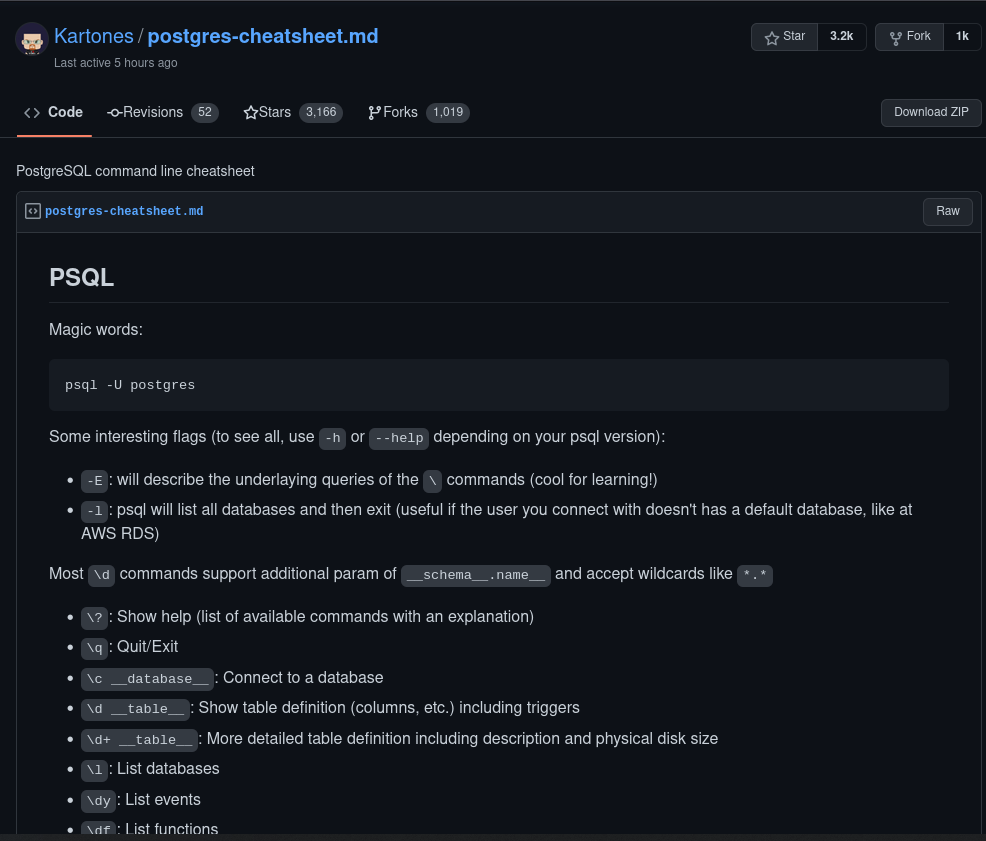 Kartones / postgres-cheatsheet.md
Star 3.2k
Fork 1k
Last active 5 hours ago
Code
Revisions 52
Stars 3,166
Forks 1,019
Download ZIP
PostgreSQL command line cheatsheet
postgres-cheatsheet.md
Raw
PSQL
Magic words:
psql -U postgres
Some interesting flags (to see all, use -h or --help depending on your psql version):
• -E: will describe the underlaying queries of the \ commands (cool for learning!)
• -l: psql will list all databases and then exit (useful if the user you connect with doesn't has a default database, like at
AWS RDS)
Most \d commands support additional param of __schema__.name__ and accept wildcards like *.*
• \?: Show help (list of available commands with an explanation)
• \q: Quit/Exit
• \c __database__: Connect to a database
• \d __table__: Show table definition (columns, etc.) including triggers
• \d+ __table__: More detailed table definition including description and physical disk size
• \l: List databases
• \dy: List events
• \df: List functions